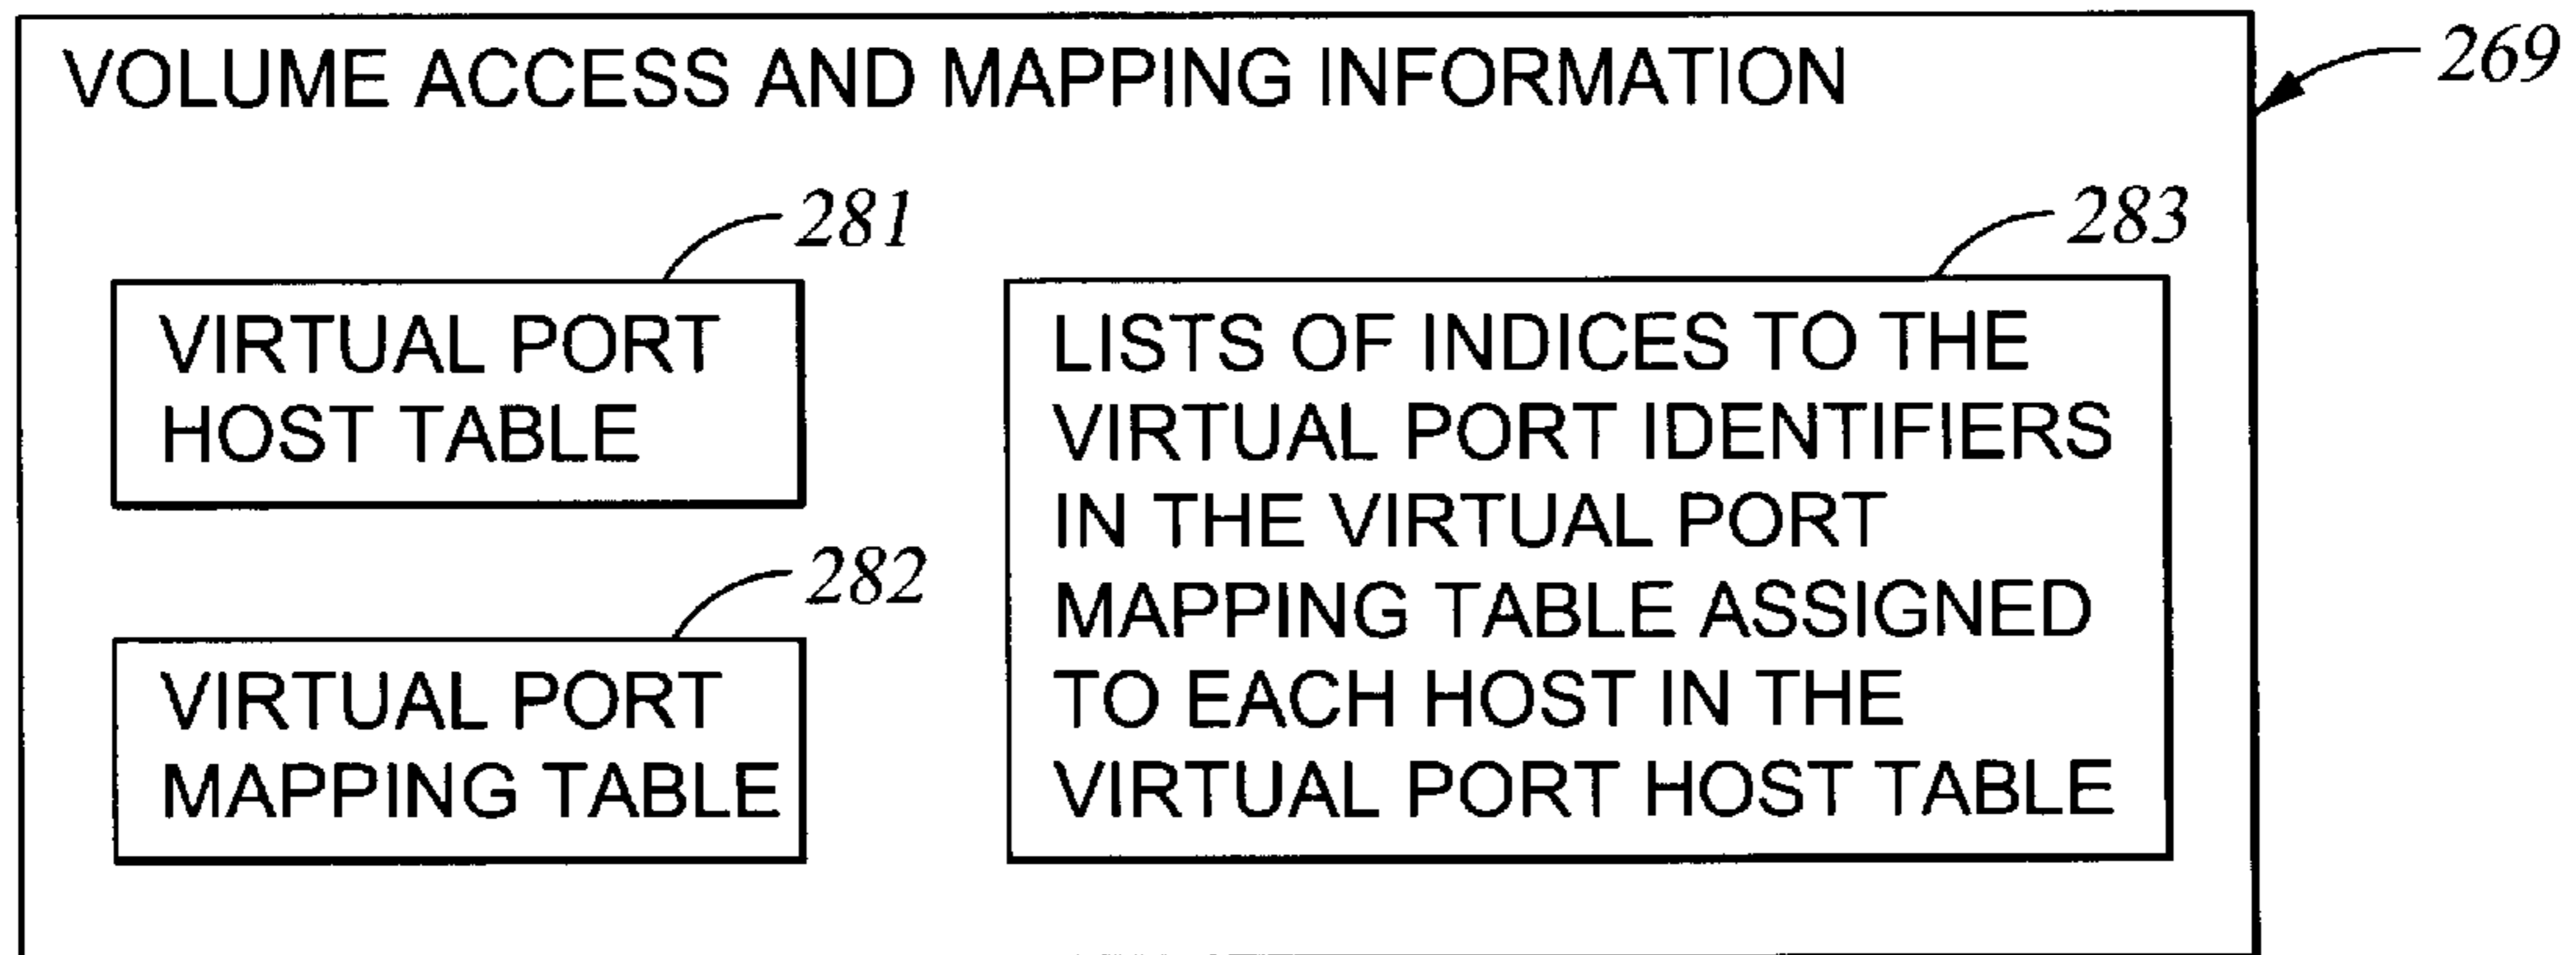 VOLUME ACCESS AND MAPPING INFORMATION
269
281
VIRTUAL PORT
HOST TABLE
282
VIRTUAL PORT
MAPPING TABLE
283
LISTS OF INDICES TO THE
VIRTUAL PORT IDENTIFIERS
IN THE VIRTUAL PORT
MAPPING TABLE ASSIGNED
TO EACH HOST IN THE
VIRTUAL PORT HOST TABLE